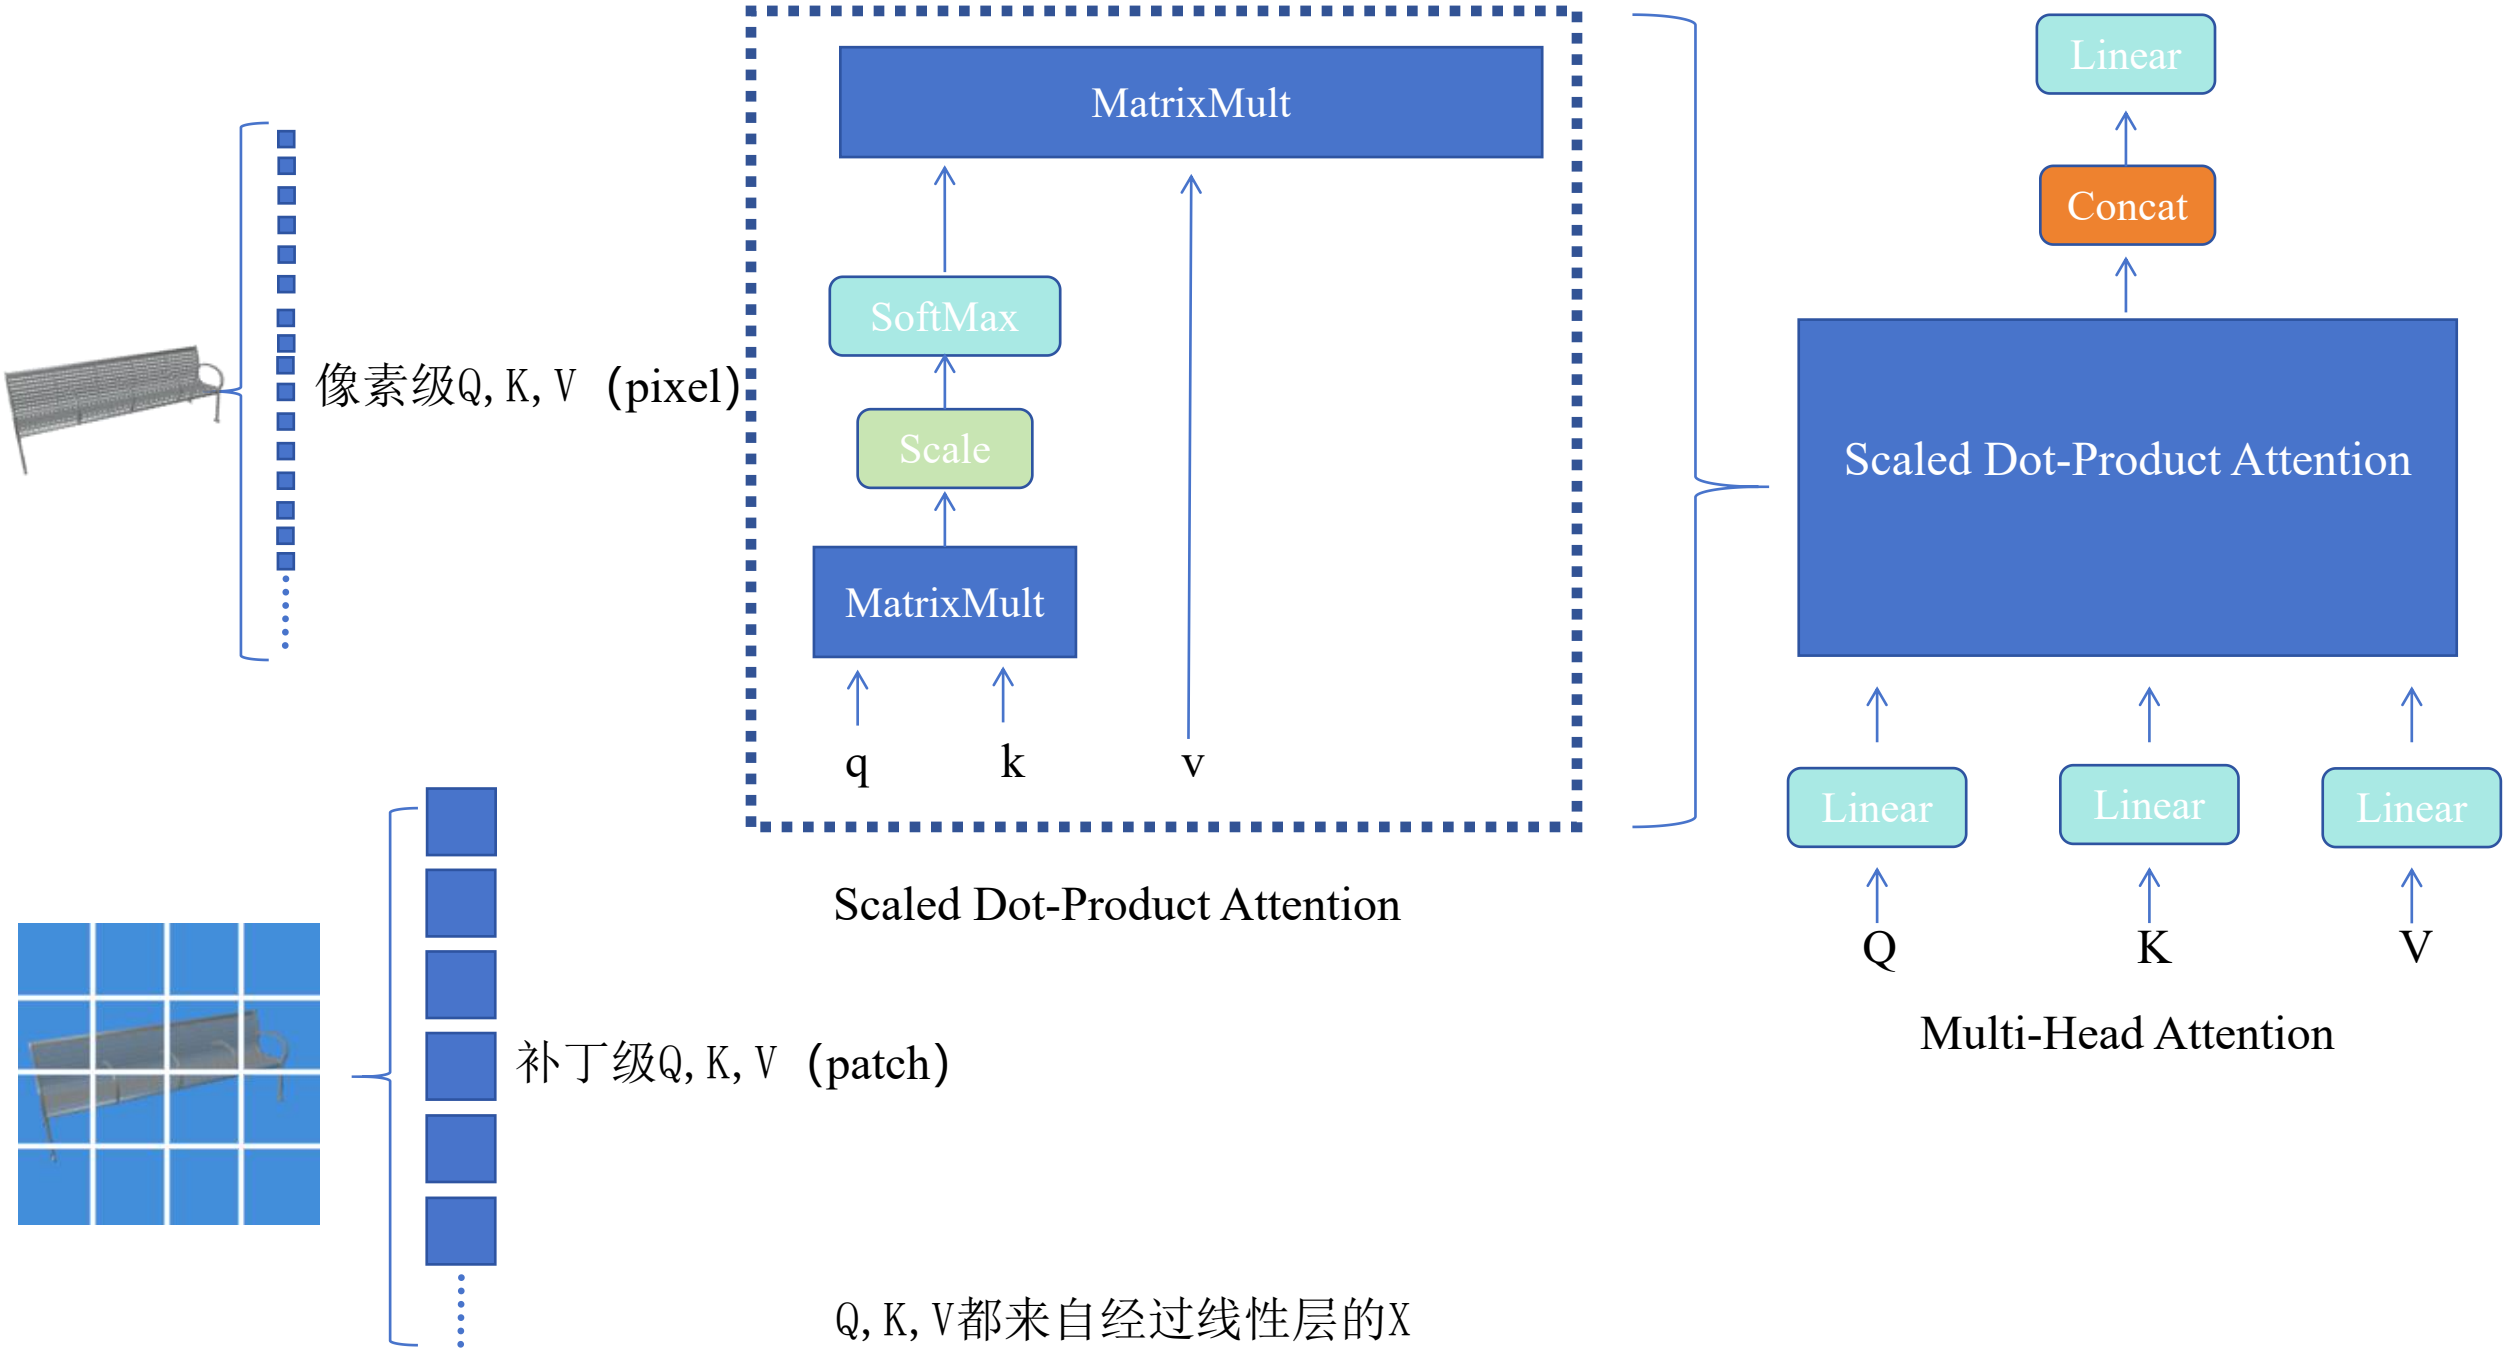 像素级Q,K,V（pixel）
补丁级Q,K,V（patch）
MatrixMult
SoftMax
Scale
MatrixMult
q k v
Scaled Dot-Product Attention
Q,K,V都来自经过线性层的X
Linear
Concat
Scaled Dot-Product Attention
Linear Linear Linear
Q K V
Multi-Head Attention